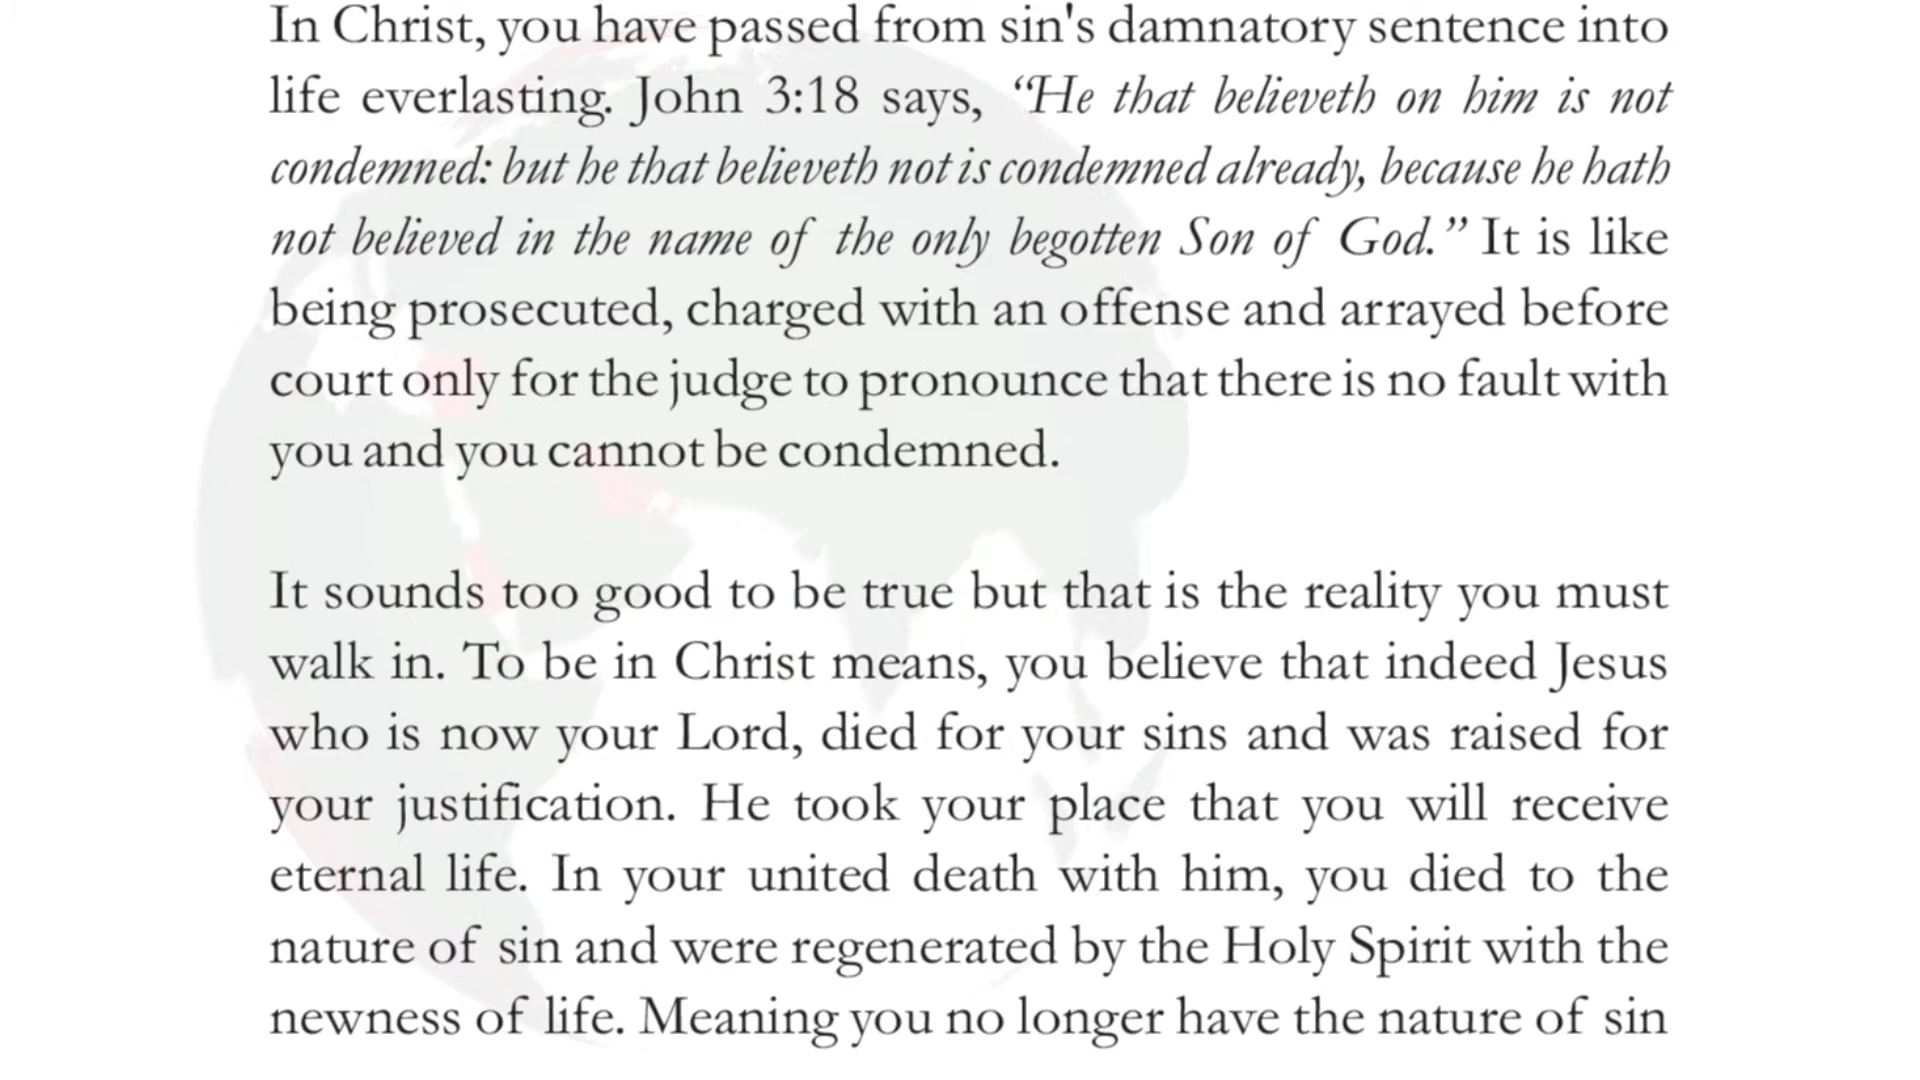 In Christ, you have passed from sin's damnatory sentence into
life everlasting. John 3:18 says, “He that believeth on him is not
condemned: but he that believeth not is condemned already, because he hath
not believed in the name of the only begotten Son of God.” It is like
being prosecuted, charged with an offense and arrayed before
court only for the judge to pronounce that there is no fault with
you and you cannot be condemned.
It sounds too good to be true but that is the reality you must
walk in. To be in Christ means, you believe that indeed Jesus
who is now your Lord, died for your sins and was raised for
your justification. He took your place that you will receive
eternal life. In your united death with him, you died to the
nature of sin and were regenerated by the Holy Spirit with the
newness of life. Meaning you no longer have the nature of sin